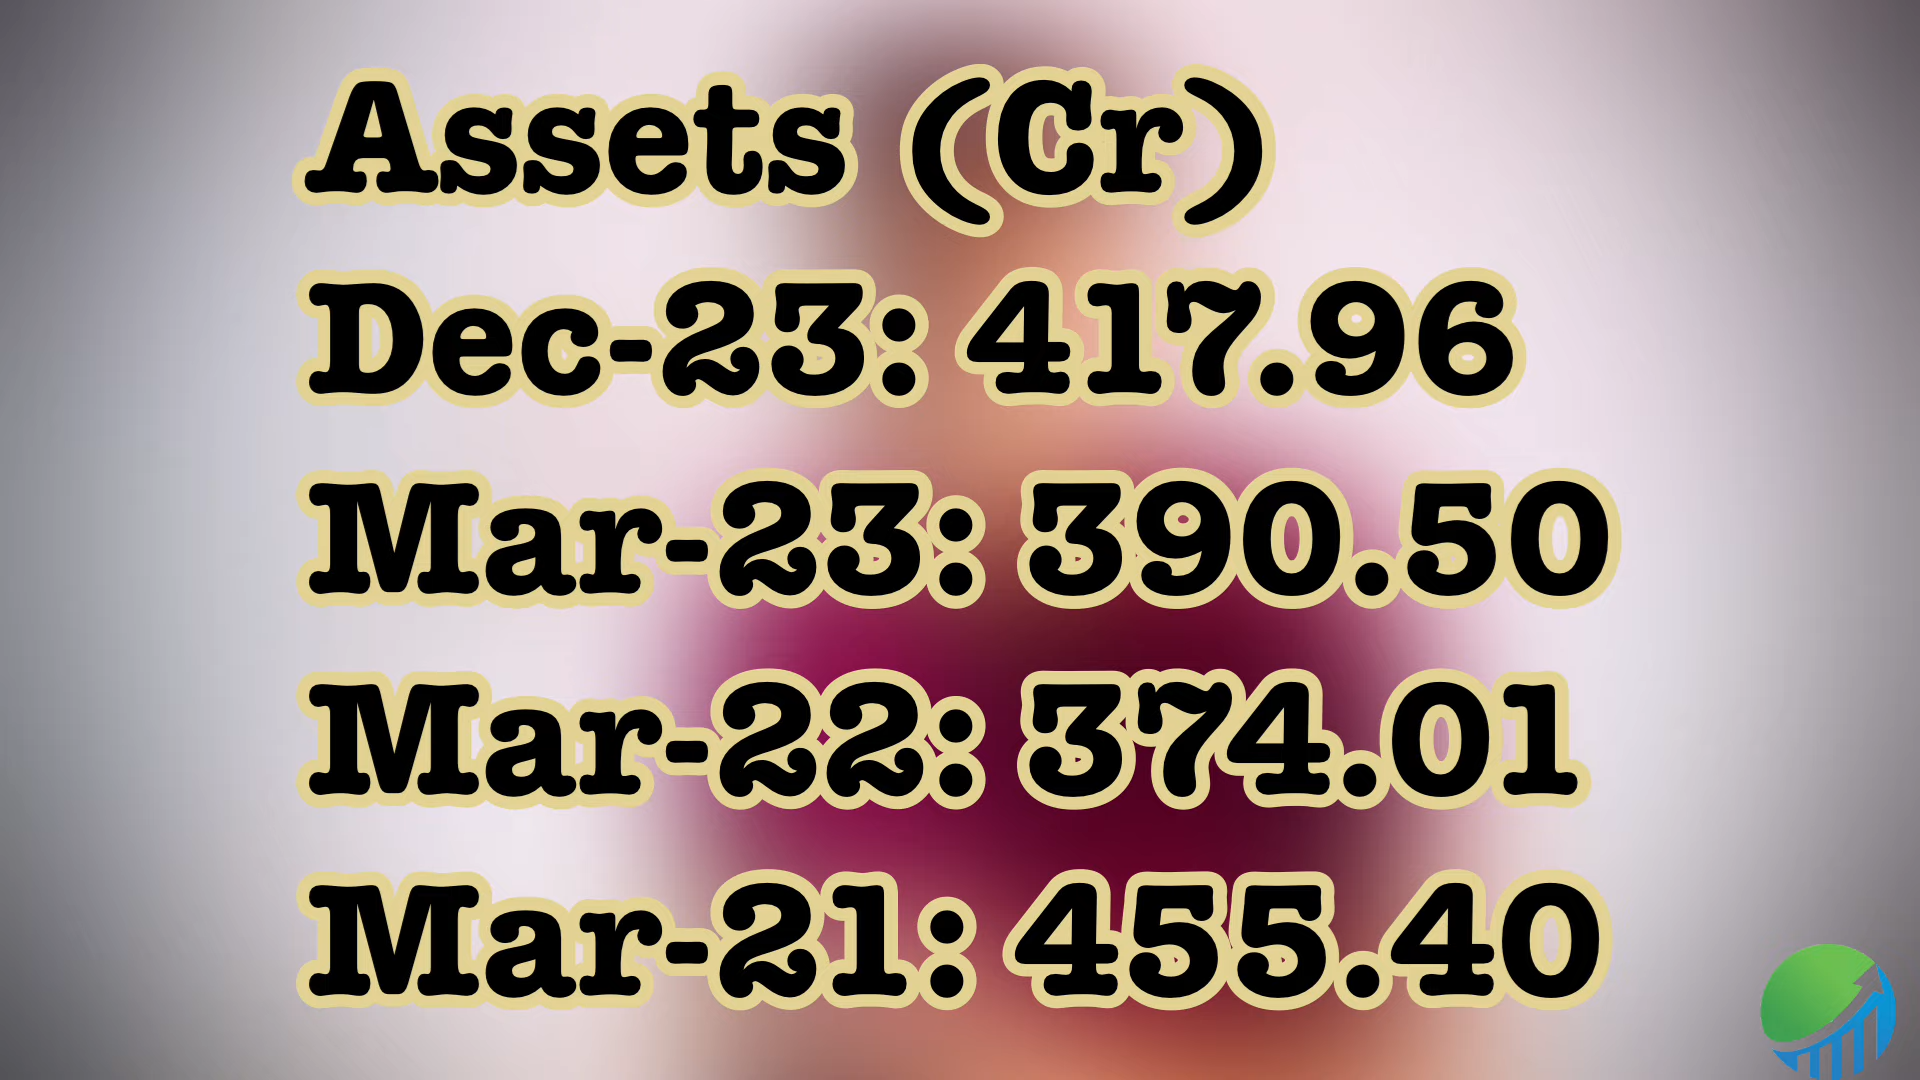 Assets (Cr)
Dec-23: 417.96
Mar-23: 390.50
Mar-22: 374.01
Mar-21: 455.40